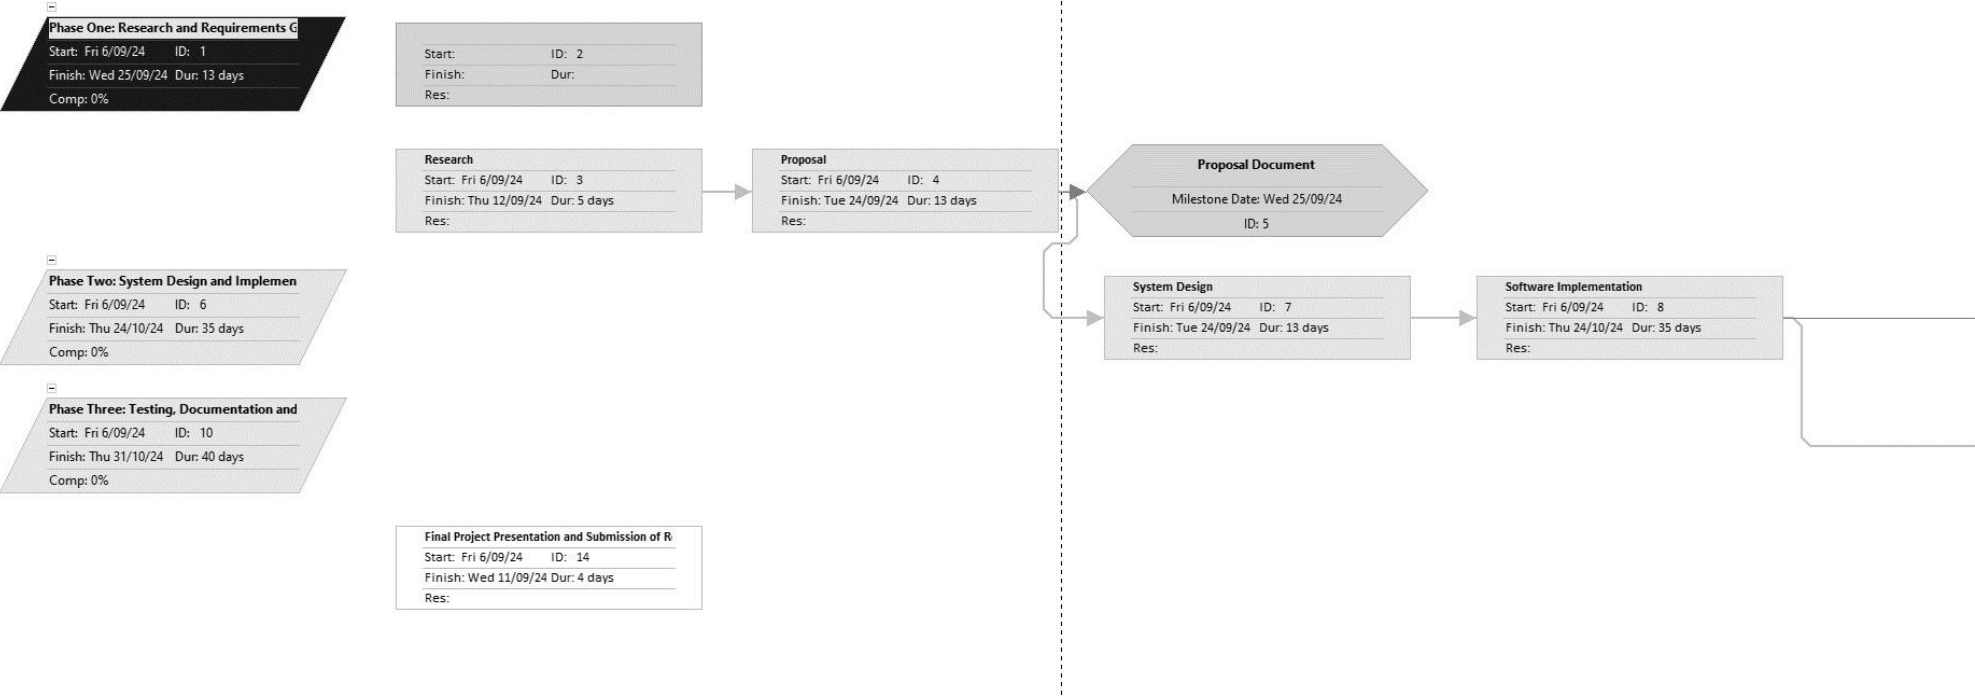 Phase One: Research and Requirements G
Start: Fri 6/09/24 ID: 1
Finish: Wed 25/09/24 Dur: 13 days
Comp: 0%
Start: ID: 2
Finish: Dur:
Res:
Research
Start: Fri 6/09/24 ID: 3
Finish: Thu 12/09/24 Dur: 5 days
Res:
Proposal
Start: Fri 6/09/24 ID: 4
Finish: Tue 24/09/24 Dur: 13 days
Res:
Proposal Document
Milestone Date: Wed 25/09/24
ID: 5
Phase Two: System Design and Implemen
Start: Fri 6/09/24 ID: 6
Finish: Thu 24/10/24 Dur: 35 days
Comp: 0%
System Design
Start: Fri 6/09/24 ID: 7
Finish: Tue 24/09/24 Dur: 13 days
Res:
Software Implementation
Start: Fri 6/09/24 ID: 8
Finish: Thu 24/10/24 Dur: 35 days
Res:
Phase Three: Testing, Documentation and
Start: Fri 6/09/24 ID: 10
Finish: Thu 31/10/24 Dur: 40 days
Comp: 0%
Final Project Presentation and Submission of R
Start: Fri 6/09/24 ID: 14
Finish: Wed 11/09/24 Dur: 4 days
Res: